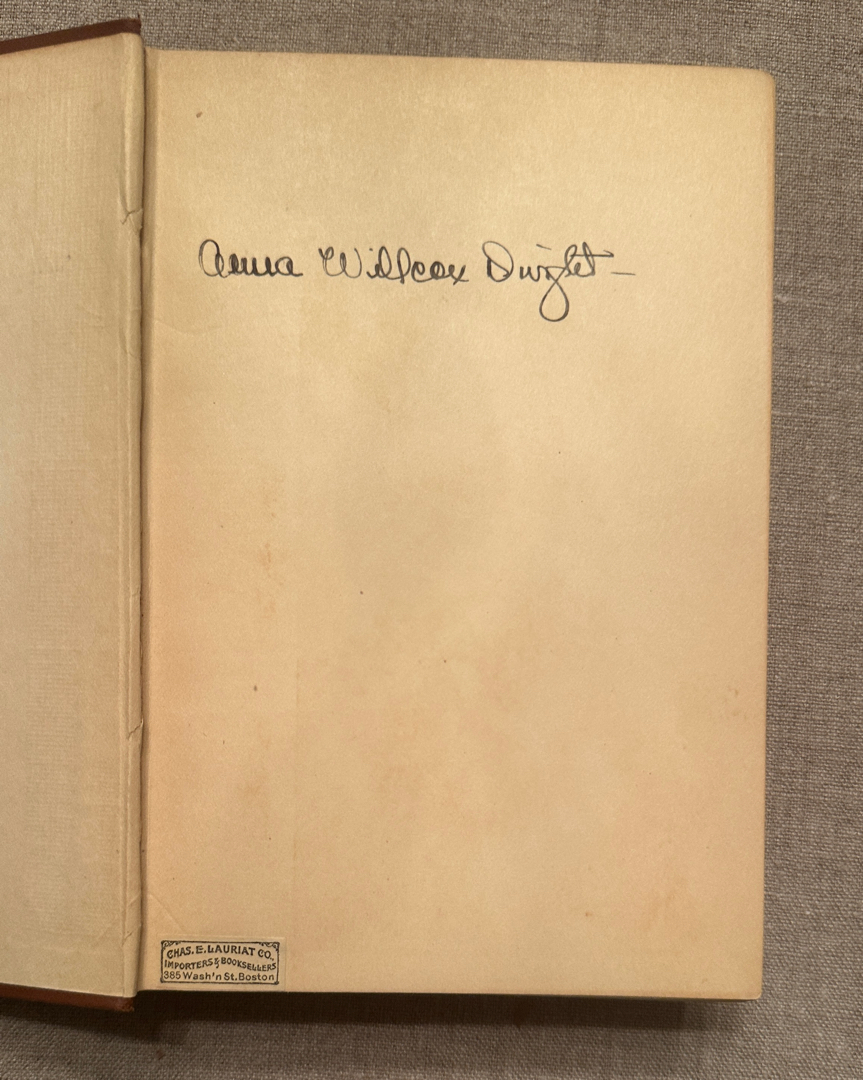 Anna Willcox Dwight –
CHAS. E. LAURIAT CO.
IMPORTERS & BOOKSELLERS
385 Wash'n St. Boston